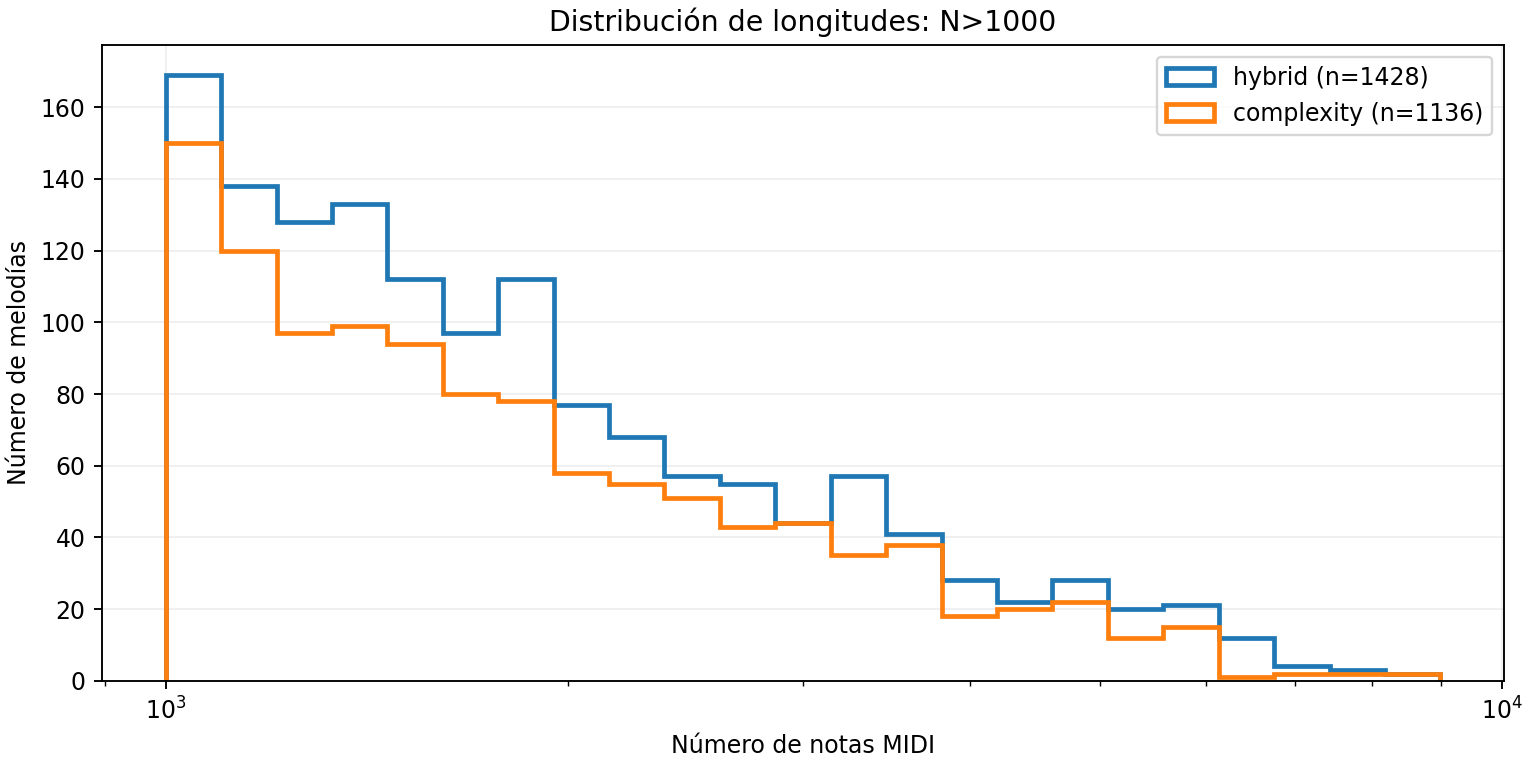 Distribución de longitudes: N>1000
hybrid (n=1428)
complexity (n=1136)
Número de melodías
160
140
120
100
80
60
40
20
0
10³
10⁴
Número de notas MIDI